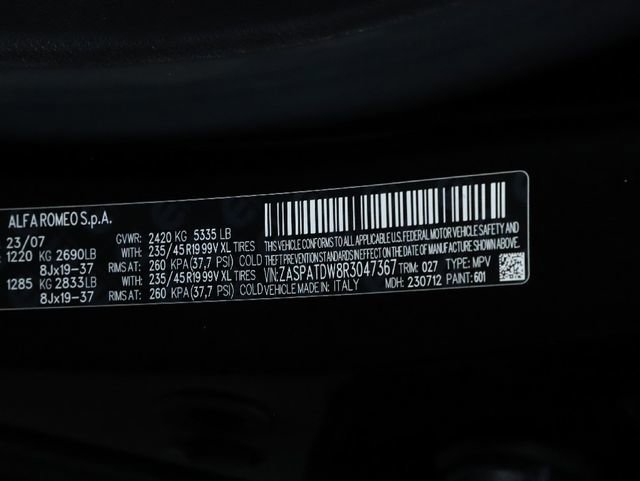 ALFA ROMEO S.p.A.
23/07 GVWR: 2420 KG 5335 LB
1220 KG 2690LB WITH: 235/45R19 99V XL TIRES
8Jx19-37 RIMS AT: 260 KPA(37,7 PSI) COLD
1285 KG 2833LB WITH: 235/45R19 99V XL TIRES
8Jx19-37 RIMS AT: 260 KPA(37,7 PSI) COLD
THIS VEHICLE CONFORMS TO ALL APPLICABLE U.S. FEDERAL MOTOR VEHICLE SAFETY, BUMPER, AND
THEFT PREVENTION STANDARDS IN EFFECT ON THE DATE OF MANUFACTURE SHOWN ABOVE.
VIN: ZASPATDW8R3047367 TRIM: 027 TYPE: MPV
VEHICLE MADE IN: ITALY MDH: 230712 PAINT: 601